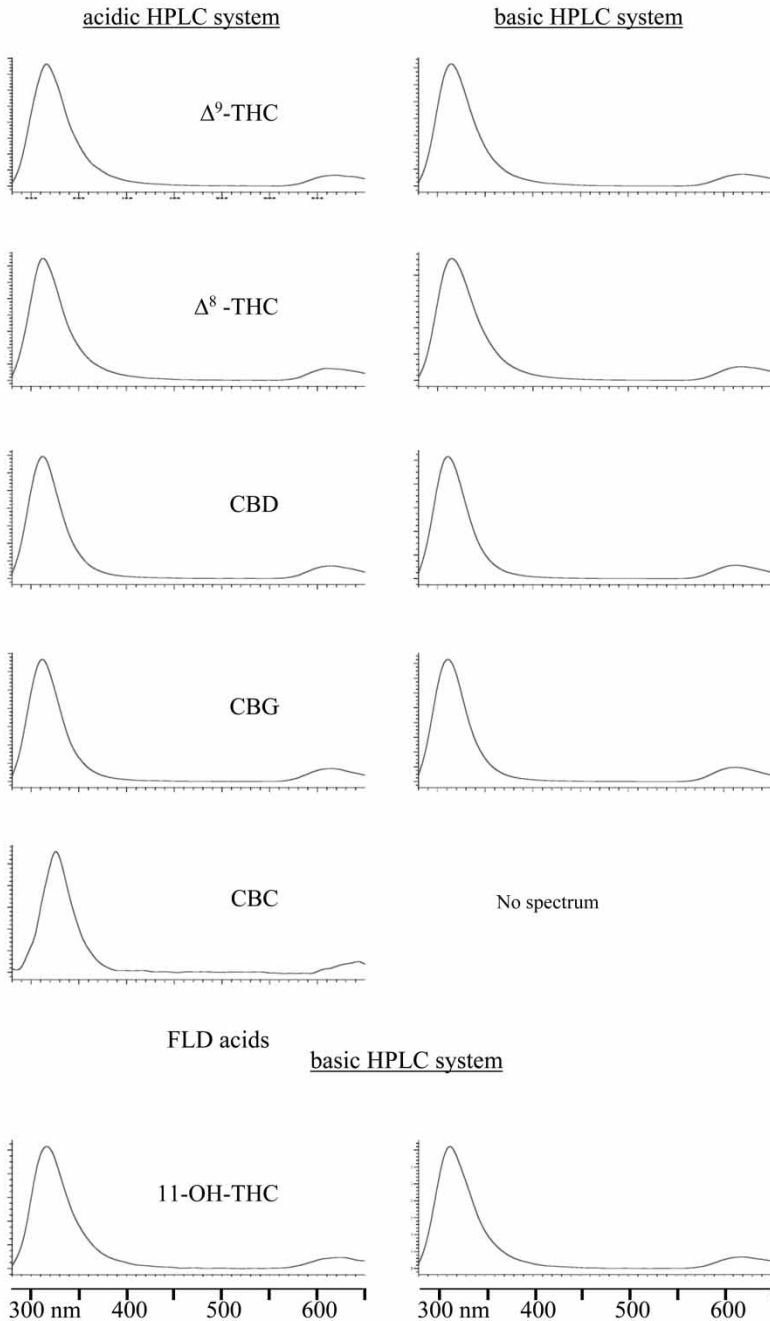 acidic HPLC system
basic HPLC system
Δ⁹-THC
Δ⁸ -THC
CBD
CBG
CBC
No spectrum
FLD acids
basic HPLC system
11-OH-THC
300 nm 400 500 600
300 nm 400 500 600